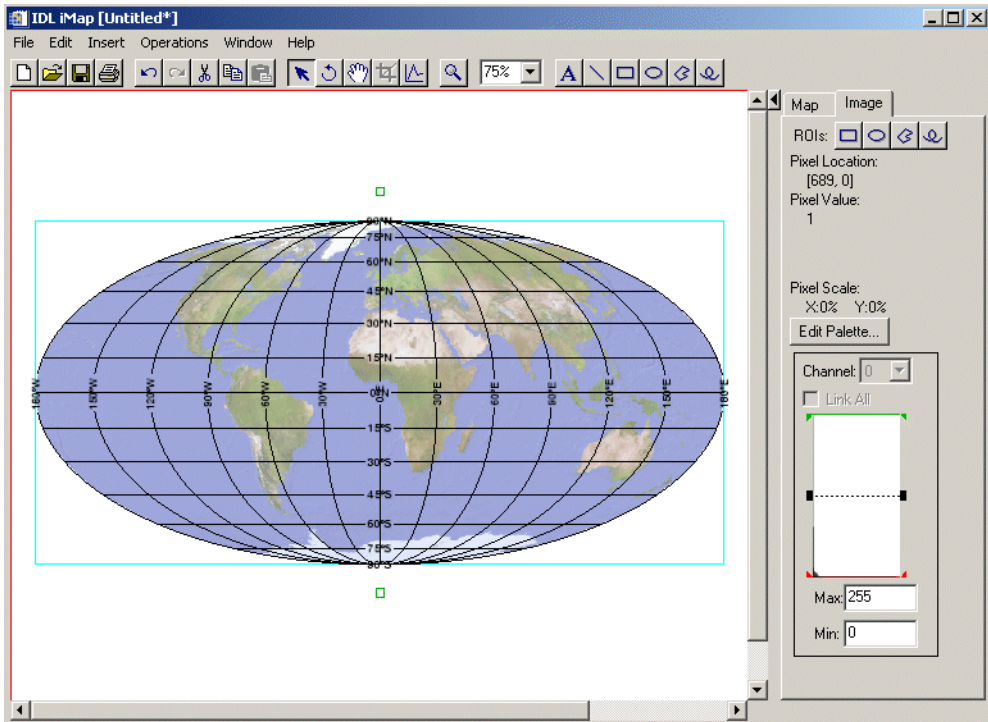 IDL iMap [Untitled*]
File Edit Insert Operations Window Help
75%
Map Image
ROIs:
Pixel Location:
[689, 0]
Pixel Value:
1
Pixel Scale:
X:0% Y:0%
Edit Palette...
Channel: 0
Link All
Max: 255
Min: 0
90°N
75°N
60°N
45°N
30°N
15°N
180°W 150°W 120°W 90°W 60°W 30°W 0°N 30°E 60°E 90°E 120°E 150°E 180°E
15°S
30°S
45°S
60°S
75°S
90°S